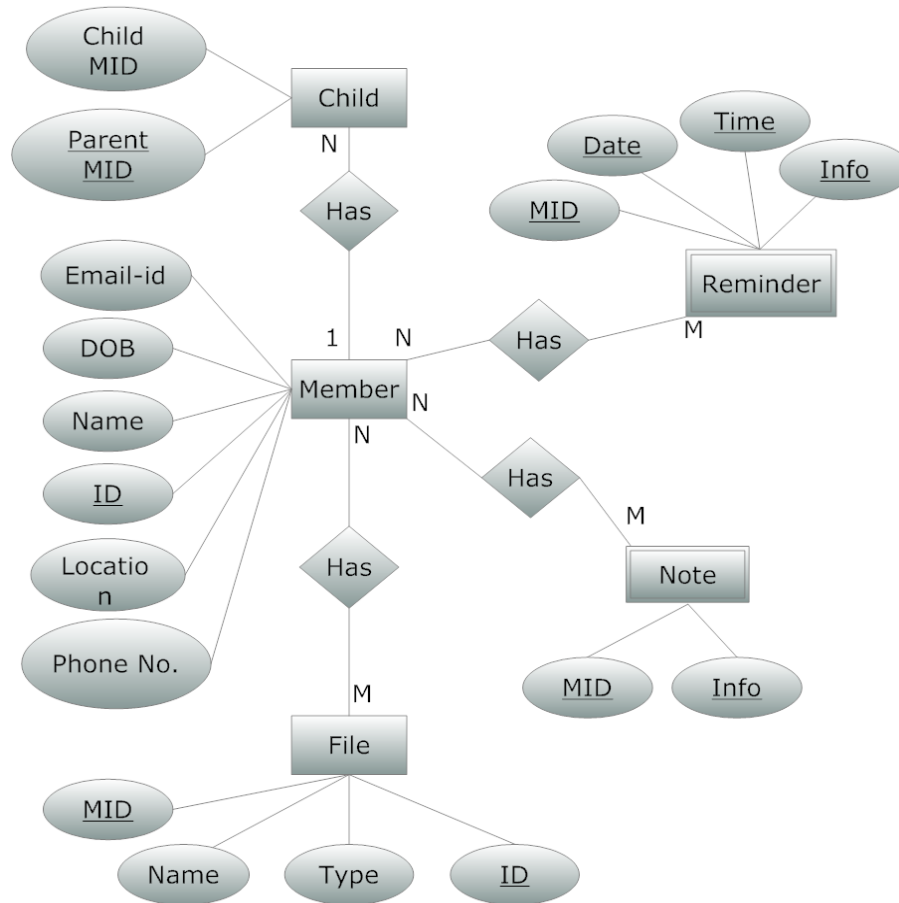 Child
MID
Child
Parent
MID
N
Has
Time
Date
Info
MID
Reminder
Email-id
1
N
Has
M
DOB
Member
Name
N
N
Has
ID
M
Has
Locatio
n
Note
Phone No.
MID
Info
M
File
MID
Name
Type
ID